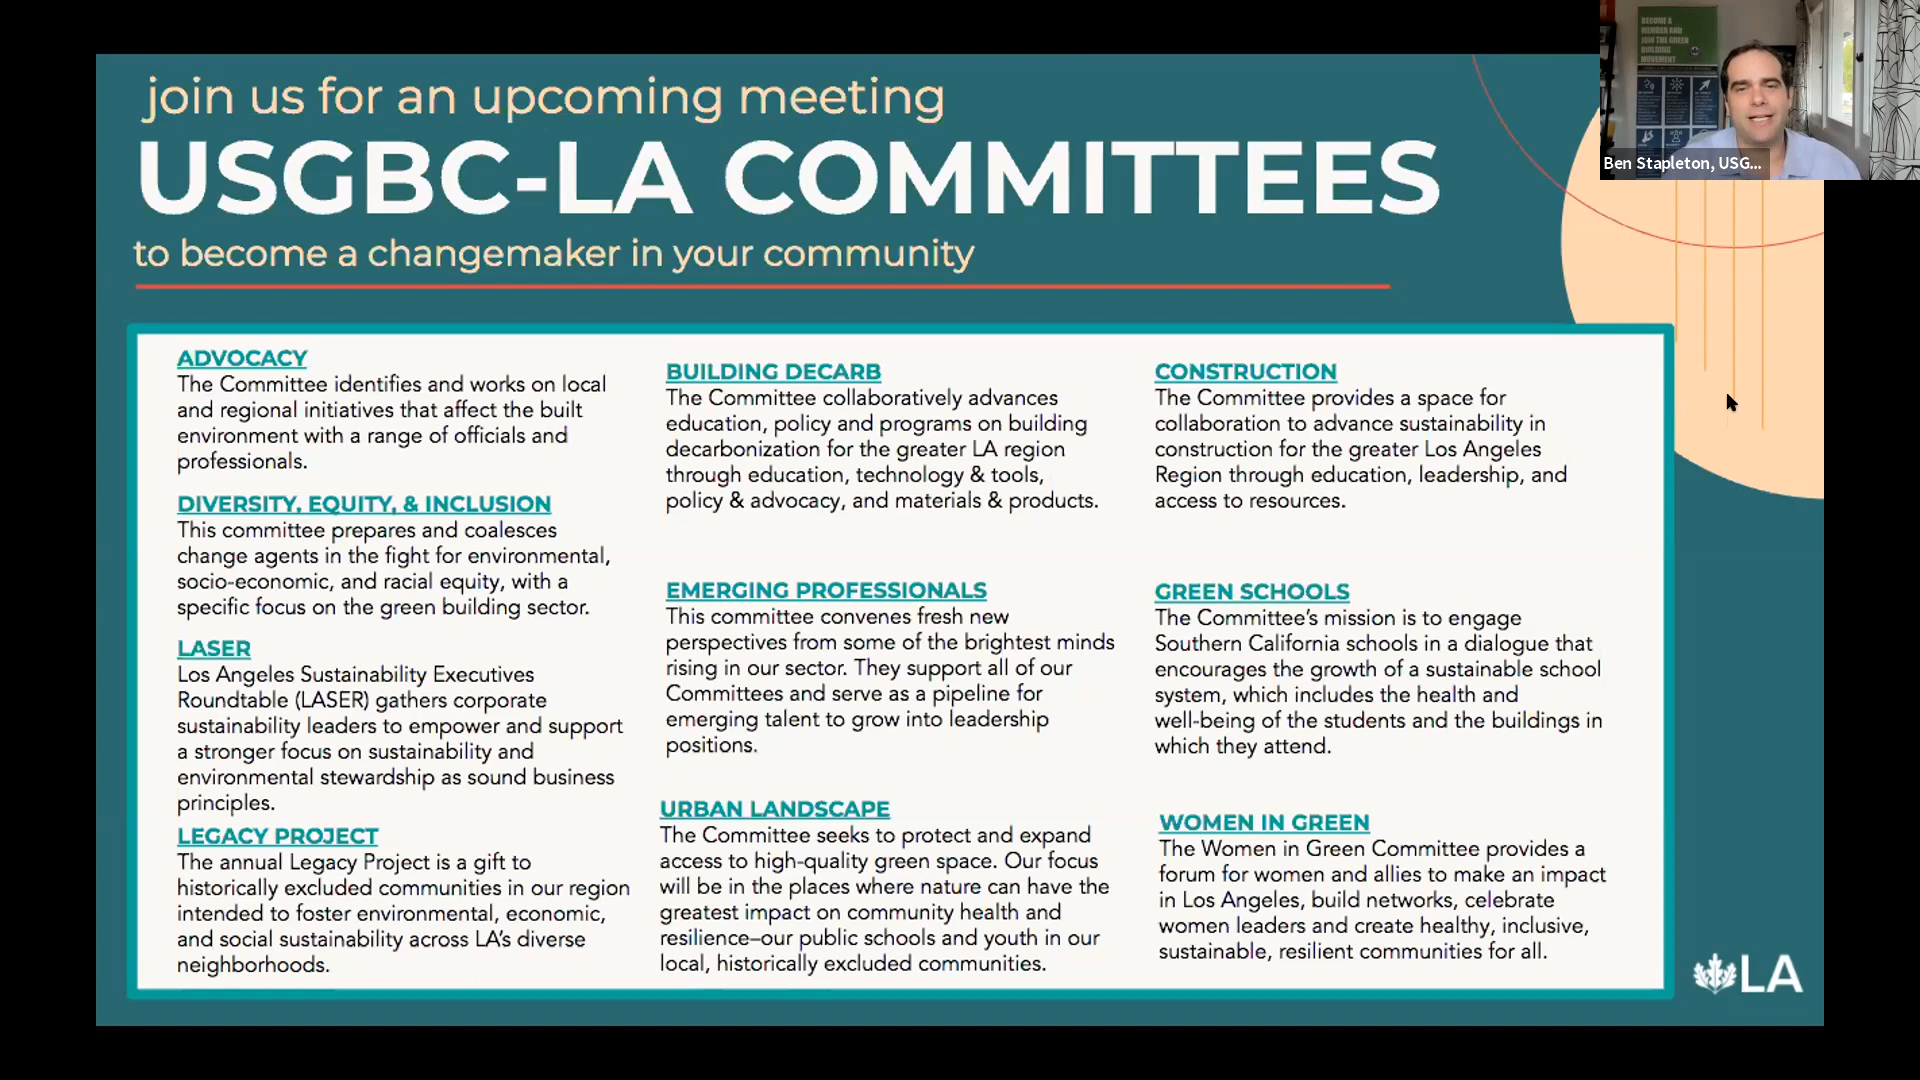 join us for an upcoming meeting
USGBC-LA COMMITTEES
to become a changemaker in your community
BECOME A
MEMBER AND
JOIN THE GREEN
BUILDING
MOVEMENT
Ben Stapleton, USG...
ADVOCACY
The Committee identifies and works on local
and regional initiatives that affect the built
environment with a range of officials and
professionals.
DIVERSITY, EQUITY, & INCLUSION
This committee prepares and coalesces
change agents in the fight for environmental,
socio-economic, and racial equity, with a
specific focus on the green building sector.
LASER
Los Angeles Sustainability Executives
Roundtable (LASER) gathers corporate
sustainability leaders to empower and support
a stronger focus on sustainability and
environmental stewardship as sound business
principles.
LEGACY PROJECT
The annual Legacy Project is a gift to
historically excluded communities in our region
intended to foster environmental, economic,
and social sustainability across LA's diverse
neighborhoods.
BUILDING DECARB
The Committee collaboratively advances
education, policy and programs on building
decarbonization for the greater LA region
through education, technology & tools,
policy & advocacy, and materials & products.
EMERGING PROFESSIONALS
This committee convenes fresh new
perspectives from some of the brightest minds
rising in our sector. They support all of our
Committees and serve as a pipeline for
emerging talent to grow into leadership
positions.
URBAN LANDSCAPE
The Committee seeks to protect and expand
access to high-quality green space. Our focus
will be in the places where nature can have the
greatest impact on community health and
resilience–our public schools and youth in our
local, historically excluded communities.
CONSTRUCTION
The Committee provides a space for
collaboration to advance sustainability in
construction for the greater Los Angeles
Region through education, leadership, and
access to resources.
GREEN SCHOOLS
The Committee's mission is to engage
Southern California schools in a dialogue that
encourages the growth of a sustainable school
system, which includes the health and
well-being of the students and the buildings in
which they attend.
WOMEN IN GREEN
The Women in Green Committee provides a
forum for women and allies to make an impact
in Los Angeles, build networks, celebrate
women leaders and create healthy, inclusive,
sustainable, resilient communities for all.
LA